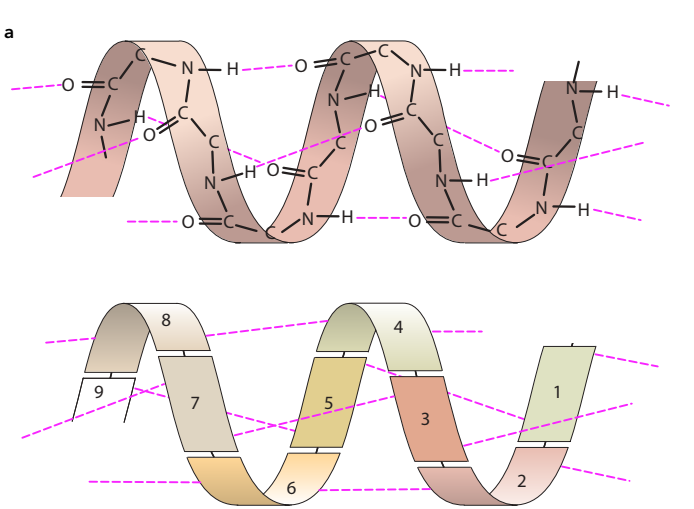 a
C C
O C N H O C N H N H
N H C O N H C O C
C C C O C
N H O C N H
O C C N H O C C N H
8 4
9 7 5 3 1
6 2